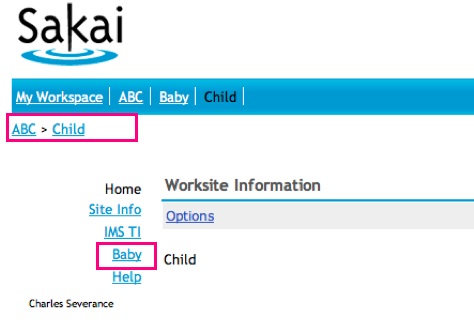 Sakai
My Workspace | ABC | Baby | Child |
ABC > Child
Home
Worksite Information
Site Info
Options
IMS TI
Baby
Child
Help
Charles Severance